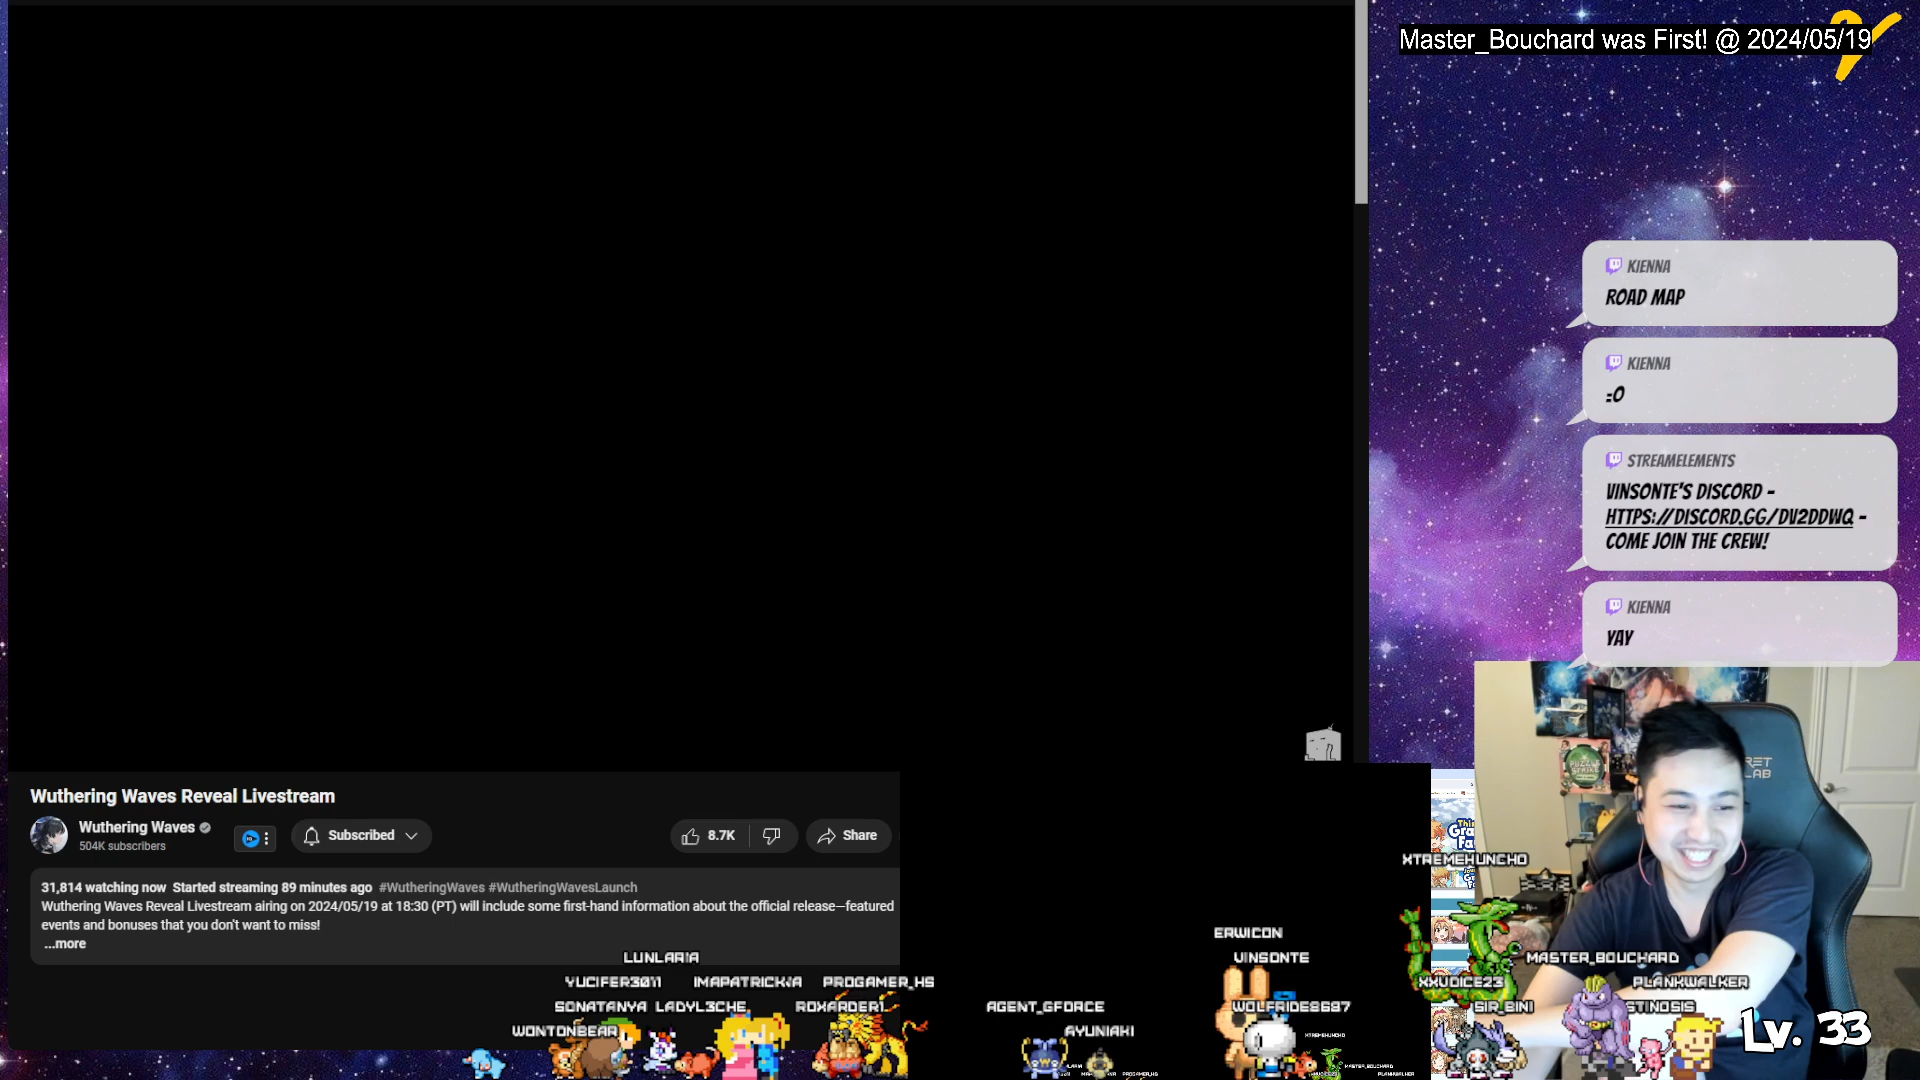 Master_Bouchard was First! @ 2024/05/19
KIENNA
ROAD MAP
KIENNA
=O
STREAMELEMENTS
VINSONTE'S DISCORD -
HTTPS://DISCORD.GG/DV2DDWQ -
COME JOIN THE CREW!
KIENNA
YAY
Wuthering Waves Reveal Livestream
Wuthering Waves
504K subscribers
Subscribed
8.7K
Share
31,814 watching now Started streaming 89 minutes ago #WutheringWaves #WutheringWavesLaunch
Wuthering Waves Reveal Livestream airing on 2024/05/19 at 18:30 (PT) will include some first-hand information about the official release—featured
events and bonuses that you don't want to miss!
...more
PUZZLE
STRIKE
XTREMEHUNCHO
ERWICON
LUNLARIA
VINSONTE
MASTER_BOUCHARD
YUCIFER3011
IMAPATRICKJA
PROGAMER_HS
XXVDICE23
PLANKWALKER
SONATANYA
LADYL3CHE
ROXARDER1
AGENT_GFORCE
WOLFRIDE8687
SIR_BINI
STINOSIS
WONTONBEAR
AYUNIAKI
Lv. 33